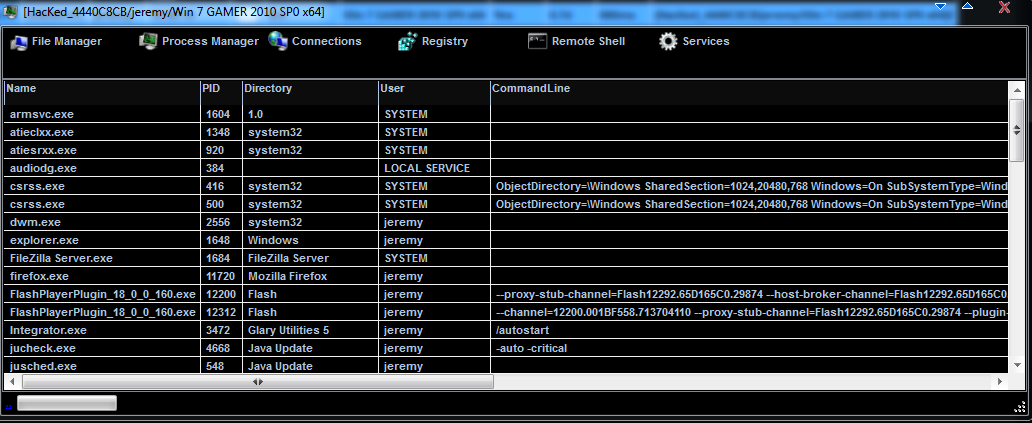 [HacKed_4440C8CB/jeremy/Win 7 GAMER 2010 SP0 x64]
File Manager Process Manager Connections Registry Remote Shell Services
Name PID Directory User CommandLine
armsvc.exe 1604 1.0 SYSTEM
atieclxx.exe 1348 system32 SYSTEM
atiesrxx.exe 920 system32 SYSTEM
audiodg.exe 384 LOCAL SERVICE
csrss.exe 416 system32 SYSTEM ObjectDirectory=\Windows SharedSection=1024,20480,768 Windows=On SubSystemType=Wind
csrss.exe 500 system32 SYSTEM ObjectDirectory=\Windows SharedSection=1024,20480,768 Windows=On SubSystemType=Wind
dwm.exe 2556 system32 jeremy
explorer.exe 1648 Windows jeremy
FileZilla Server.exe 1684 FileZilla Server SYSTEM
firefox.exe 11720 Mozilla Firefox jeremy
FlashPlayerPlugin_18_0_0_160.exe 12200 Flash jeremy --proxy-stub-channel=Flash12292.65D165C0.29874 --host-broker-channel=Flash12292.65D165C0
FlashPlayerPlugin_18_0_0_160.exe 12312 Flash jeremy --channel=12200.001BF558.713704110 --proxy-stub-channel=Flash12292.65D165C0.29874 --plugin-
Integrator.exe 3472 Glary Utilities 5 jeremy /autostart
jucheck.exe 4668 Java Update jeremy -auto -critical
jusched.exe 548 Java Update jeremy